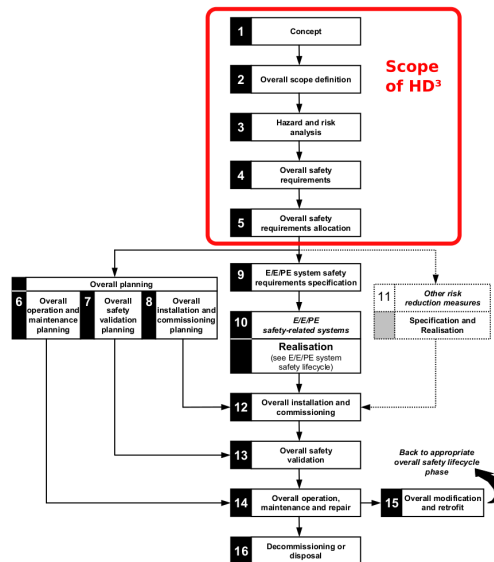 1
Concept
Scope
of HD³
2
Overall scope definition
3
Hazard and risk
analysis
4
Overall safety
requirements
5
Overall safety
requirements allocation
Overall planning
6
Overall
operation and
maintenance
planning
7
Overall
safety
validation
planning
8
Overall
installation and
commissioning
planning
9
E/E/PE system safety
requirements specification
10
E/E/PE
safety-related systems
Realisation
(see E/E/PE system
safety lifecycle)
11
Other risk
reduction measures
Specification and
Realisation
12
Overall installation and
commissioning
13
Overall safety
validation
Back to appropriate
overall safety lifecycle
phase
14
Overall operation,
maintenance and repair
15
Overall modification
and retrofit
16
Decommissioning or
disposal